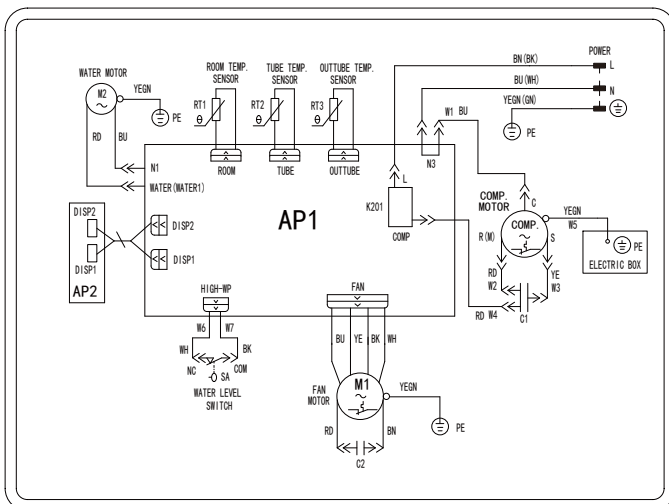 POWER
BN(BK)
L
BU(WH)
N
YEGN(GN)
PE
ROOM TEMP.
SENSOR
TUBE TEMP.
SENSOR
OUTTUBE TEMP.
SENSOR
WATER MOTOR
M2
YEGN
PE
RD
BU
RT1
θ
RT2
θ
RT3
θ
W1
BU
N1
WATER(WATER1)
ROOM
TUBE
OUTTUBE
N3
L
K201
COMP
AP1
COMP.
MOTOR
C
COMP.
YEGN
W5
R(M)
S
PE
ELECTRIC BOX
DISP2
DISP1
AP2
DISP2
DISP1
RD
W2
YE
W3
RD
W4
C1
HIGH-WP
W6
W7
WH
BK
NC
COM
SA
WATER LEVEL
SWITCH
FAN
BU
YE
BK
WH
FAN
MOTOR
M1
YEGN
PE
RD
BN
C2